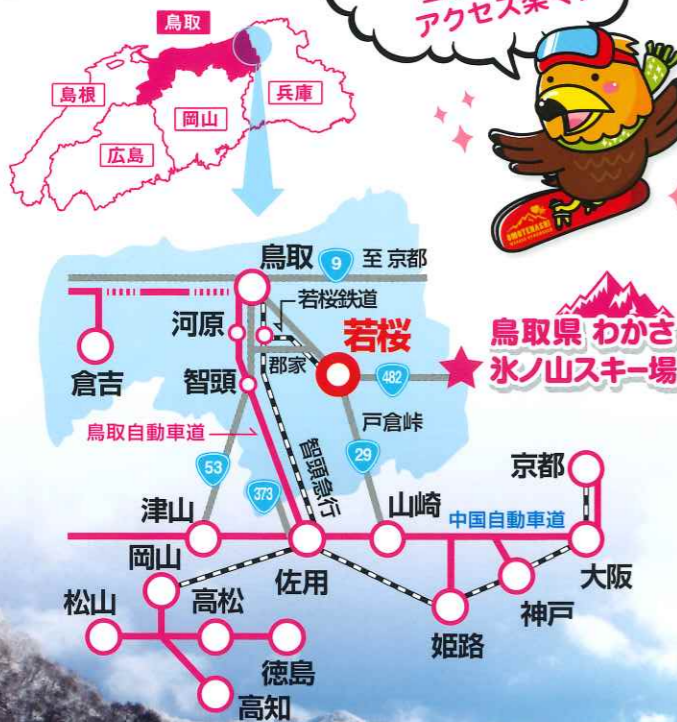 アクセス楽々
鳥取
島根
岡山
兵庫
広島
OMOTENASHI
鳥取
9
至 京都
若桜鉄道
河原
若桜
郡家
倉吉
智頭
482
鳥取県 わかさ
氷ノ山スキー場
鳥取自動車道
戸倉峠
智頭急行
53
373
29
京都
津山
山崎
中国自動車道
岡山
佐用
大阪
松山
高松
神戸
姫路
徳島
高知